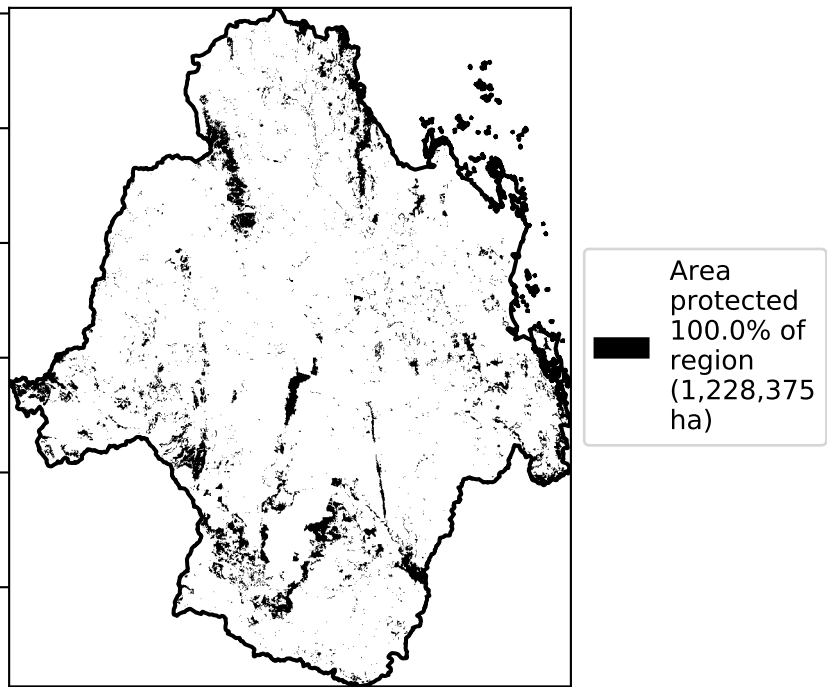 Area
protected
100.0% of
region
(1,228,375
ha)